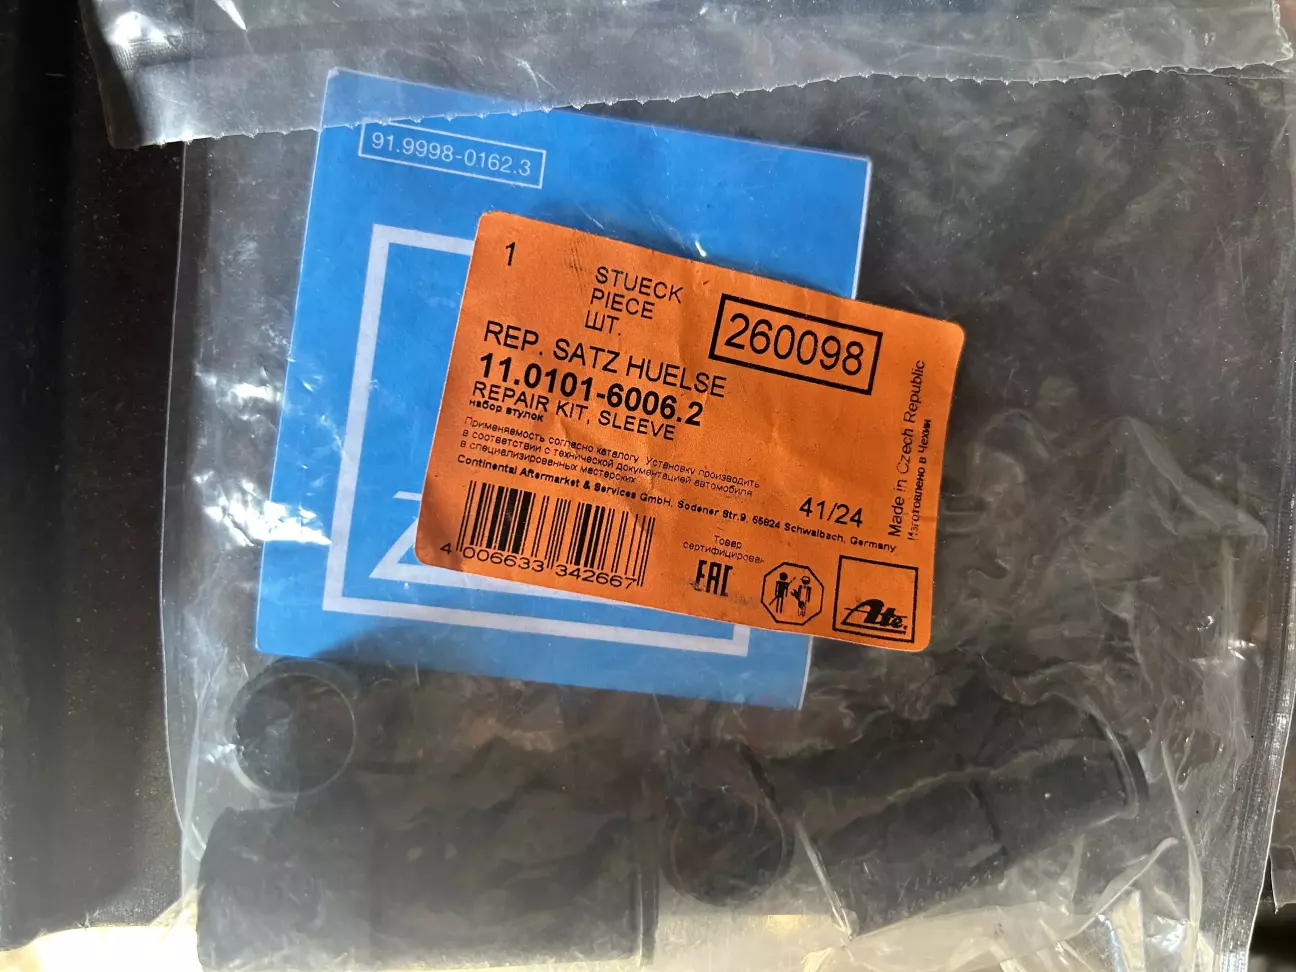 91.9998-0162.3
1
STUECK
PIECE
ШТ.
260098
REP. SATZ HUELSE
11.0101-6006.2
REPAIR KIT, SLEEVE
набор втулок
Применяемость согласно каталогу. Установку производить
в соответствии с технической документацией автомобиля
в специализированных мастерских
Continental Aftermarket & Services GmbH, Sodener Str.9, 65824 Schwalbach, Germany
41/24
Made in Czech Republic
Изготовлено в Чехии
4 006633 342667
Товар
сертифицирован
EAC
Ate